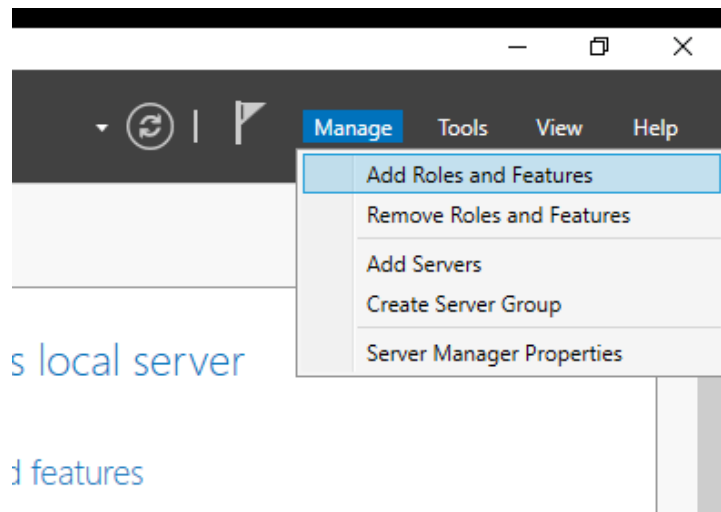 Manage Tools View Help
Add Roles and Features
Remove Roles and Features
Add Servers
Create Server Group
Server Manager Properties
s local server
d features